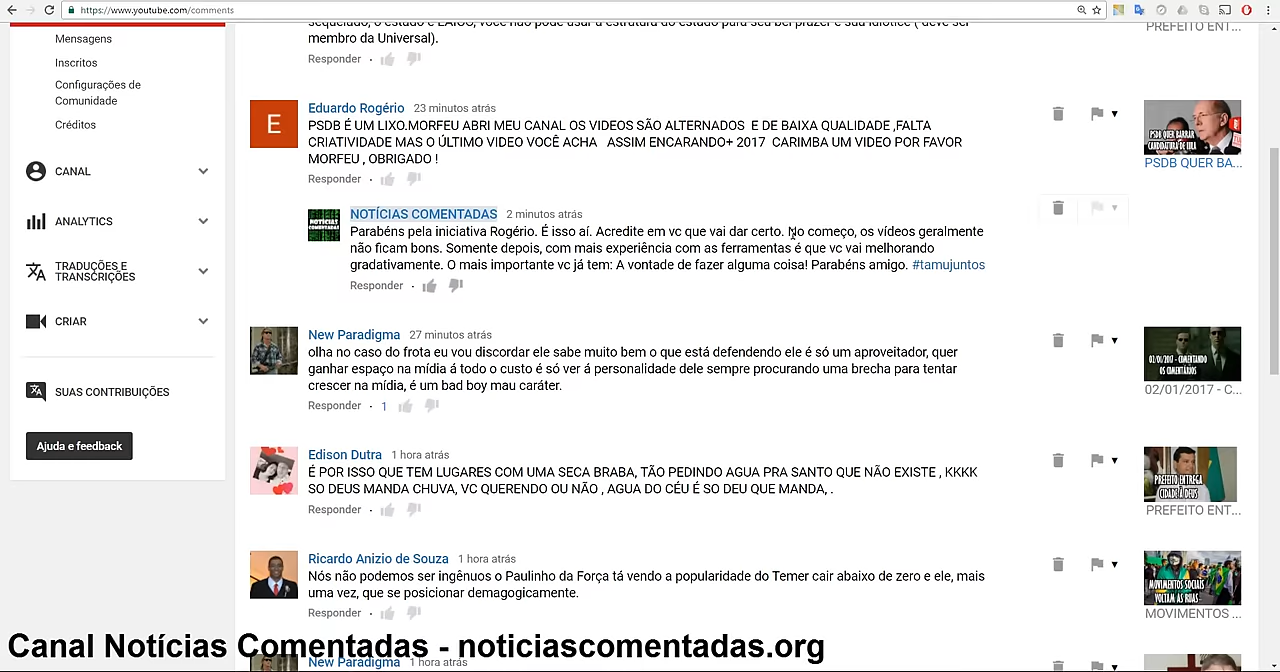 https://www.youtube.com/comments
Mensagens
Inscritos
Configurações de
Comunidade
Créditos
CANAL
ANALYTICS
TRADUÇÕES E
TRANSCRIÇÕES
CRIAR
SUAS CONTRIBUIÇÕES
Ajuda e feedback
sequelado, o estado é LAICO, você não pode usar a estrutura do estado para seu bel prazer e sua idiotice ( deve ser
membro da Universal).
Responder
PREFEITO ENT...
E
Eduardo Rogério 23 minutos atrás
PSDB É UM LIXO.MORFEU ABRI MEU CANAL OS VIDEOS SÃO ALTERNADOS E DE BAIXA QUALIDADE ,FALTA
CRIATIVIDADE MAS O ÚLTIMO VIDEO VOCÊ ACHA ASSIM ENCARANDO+ 2017 CARIMBA UM VIDEO POR FAVOR
MORFEU , OBRIGADO !
Responder
PSDB QUER BARRAR
CANDIDATURA DE LULA
PSDB QUER BA...
NOTÍCIAS
COMENTADAS
NOTÍCIAS COMENTADAS 2 minutos atrás
Parabéns pela iniciativa Rogério. É isso aí. Acredite em vc que vai dar certo. No começo, os vídeos geralmente
não ficam bons. Somente depois, com mais experiência com as ferramentas é que vc vai melhorando
gradativamente. O mais importante vc já tem: A vontade de fazer alguma coisa! Parabéns amigo. #tamujuntos
Responder
New Paradigma 27 minutos atrás
olha no caso do frota eu vou discordar ele sabe muito bem o que está defendendo ele é só um aproveitador, quer
ganhar espaço na mídia á todo o custo é só ver á personalidade dele sempre procurando uma brecha para tentar
crescer na mídia, é um bad boy mau caráter.
Responder 1
02/01/2017 - COMENTANDO
OS COMENTÁRIOS
02/01/2017 - C...
Edison Dutra 1 hora atrás
É POR ISSO QUE TEM LUGARES COM UMA SECA BRABA, TÃO PEDINDO AGUA PRA SANTO QUE NÃO EXISTE , KKKK
SO DEUS MANDA CHUVA, VC QUERENDO OU NÃO , AGUA DO CÉU É SO DEU QUE MANDA, .
Responder
PREFEITO ENTREGA
CIDADE À DEUS
PREFEITO ENT...
Ricardo Anizio de Souza 1 hora atrás
Nós não podemos ser ingênuos o Paulinho da Força tá vendo a popularidade do Temer cair abaixo de zero e ele, mais
uma vez, que se posicionar demagogicamente.
Responder
MOVIMENTOS SOCIAIS
VOLTAM ÀS RUAS
MOVIMENTOS ...
New Paradigma 1 hora atrás
Canal Notícias Comentadas - noticiascomentadas.org